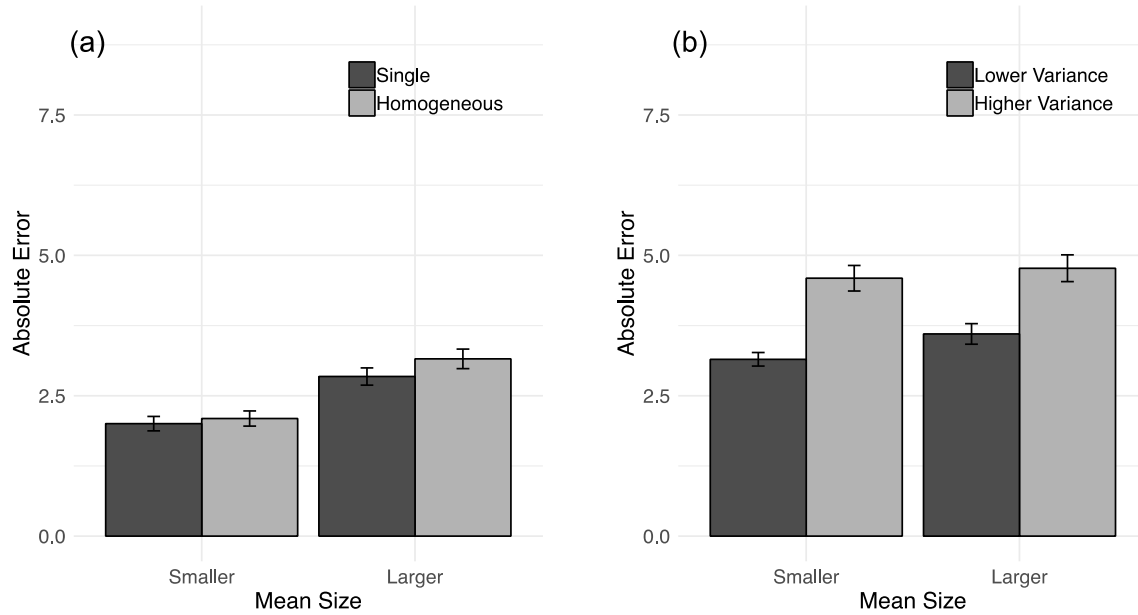 (a)
Single
Homogeneous
7.5
5.0
2.5
0.0
Absolute Error
Smaller
Larger
Mean Size
(b)
Lower Variance
Higher Variance
7.5
5.0
2.5
0.0
Absolute Error
Smaller
Larger
Mean Size